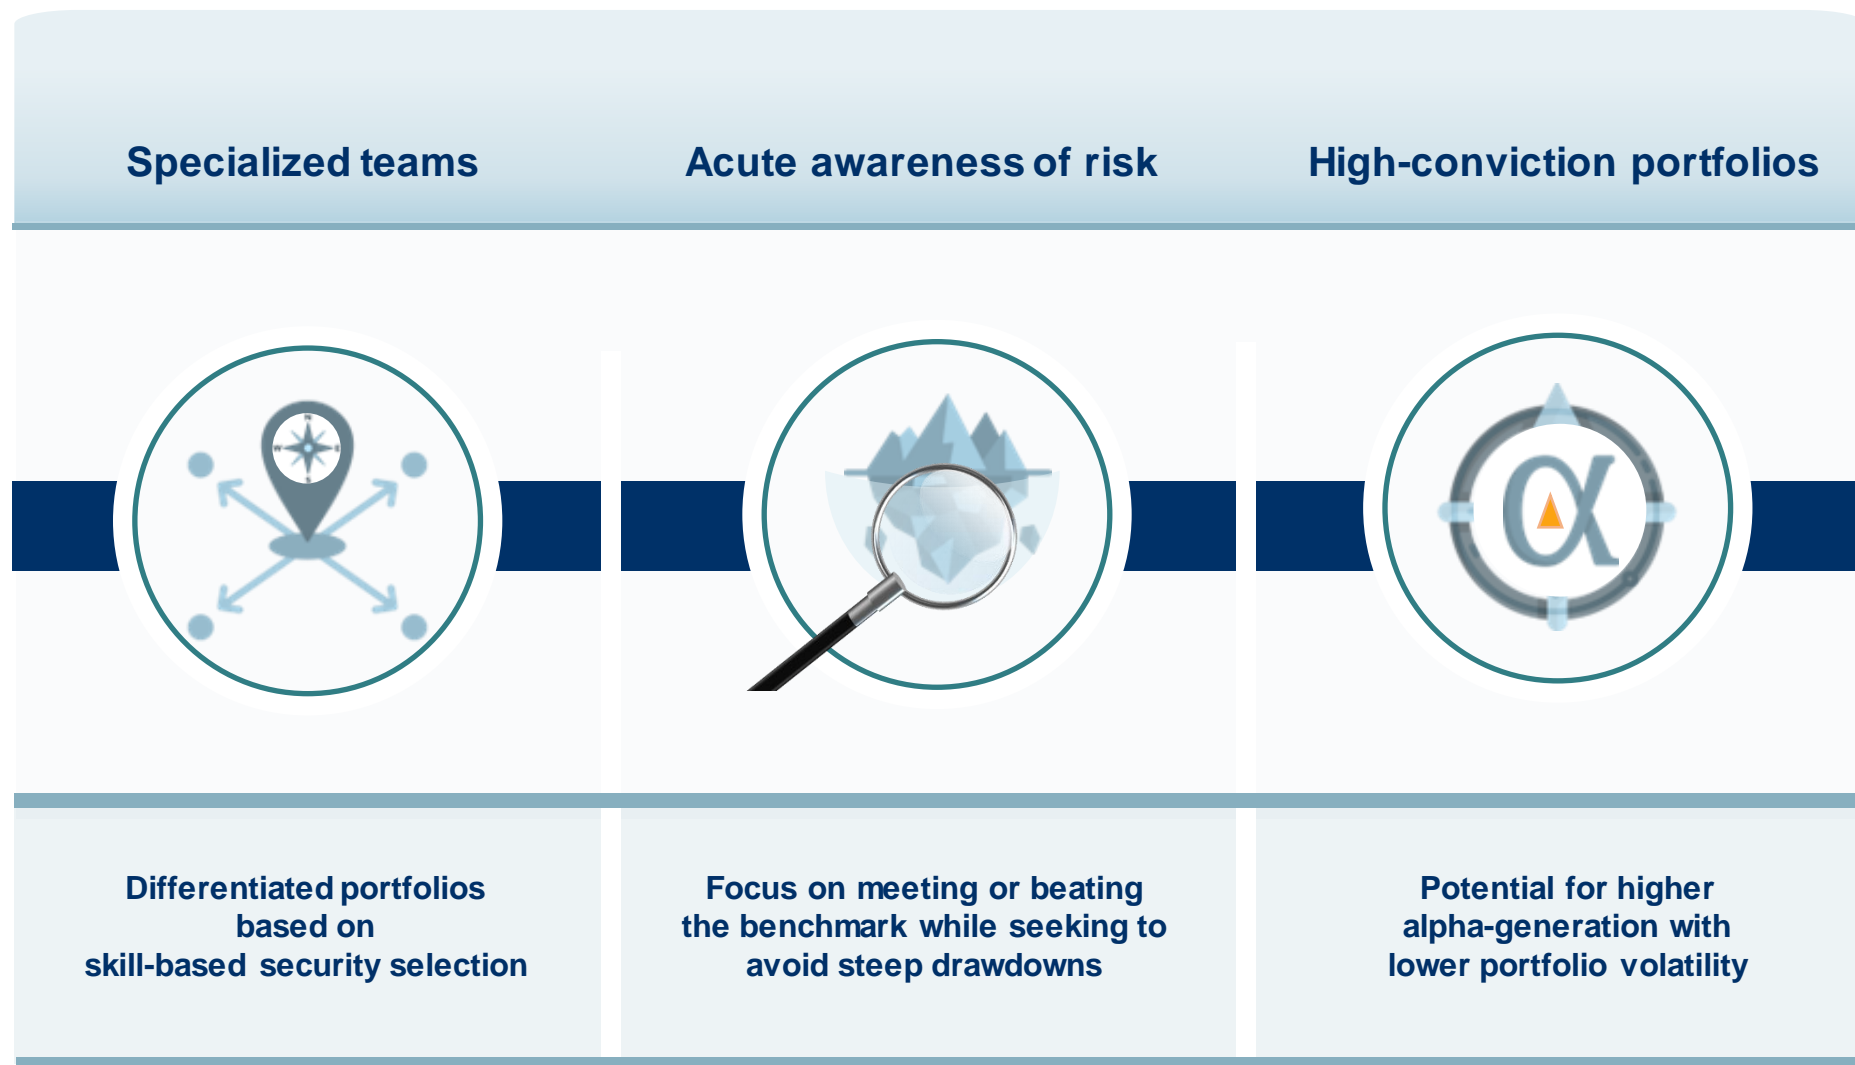 Specialized teams
Acute awareness of risk
High-conviction portfolios
N
W
E
S
α
Differentiated portfolios
based on
skill-based security selection
Focus on meeting or beating
the benchmark while seeking to
avoid steep drawdowns
Potential for higher
alpha-generation with
lower portfolio volatility